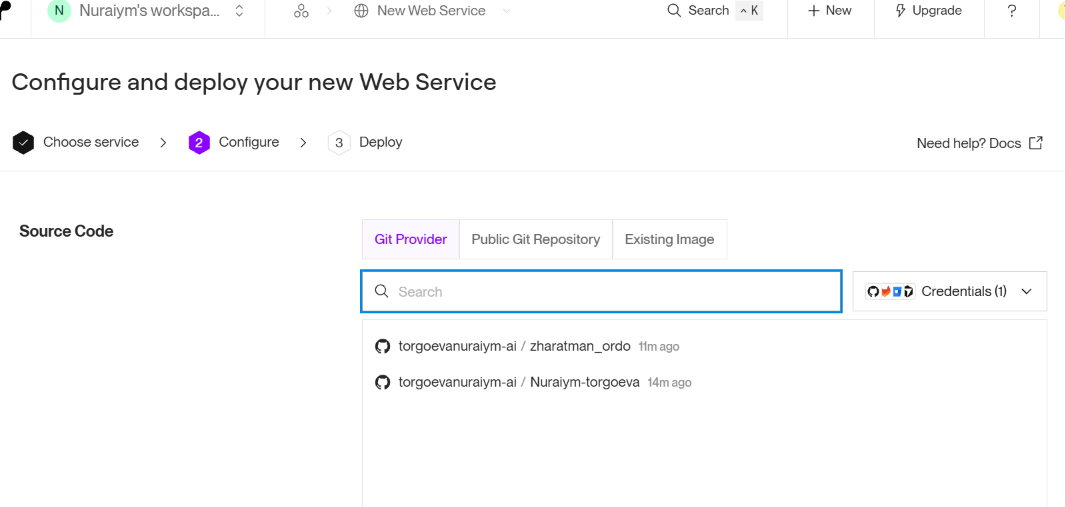 N Nuraiym's workspa... New Web Service Search ^ K + New Upgrade ?
Configure and deploy your new Web Service
Choose service 2 Configure 3 Deploy Need help? Docs
Source Code
Git Provider Public Git Repository Existing Image
Search Credentials (1)
torgoevanuraiym-ai / zharatman_ordo 11m ago
torgoevanuraiym-ai / Nuraiym-torgoeva 14m ago